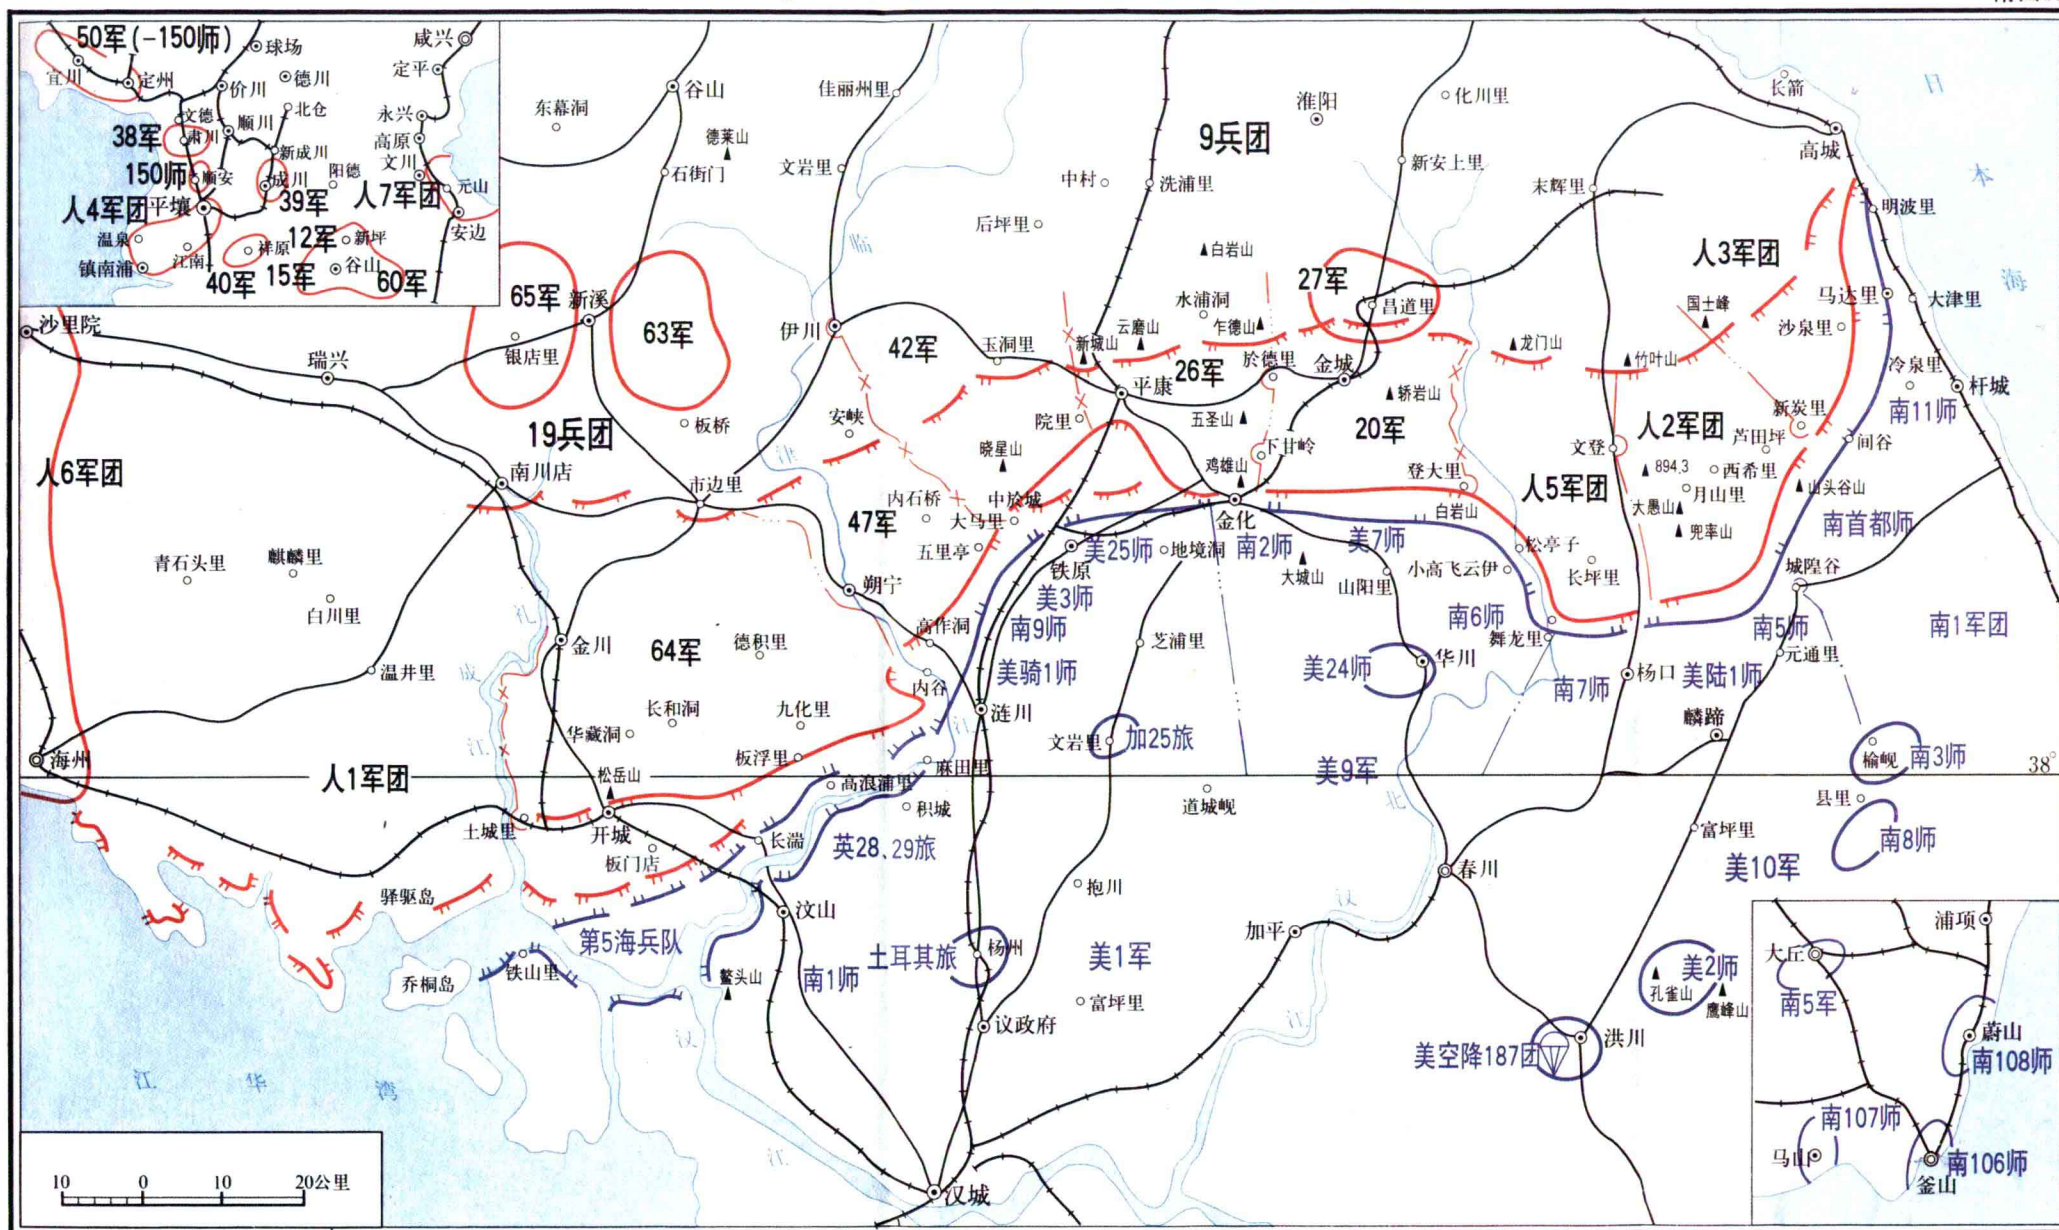 50军(-150师)
球场
咸兴
宜川
定州
价川
德川
定平
文德
北仓
永兴
38军
肃川
顺川
高原
新成川
文川
150师
顺安
成川
阳德
人7军团
元山
人4军团
平壤
39军
安边
温泉
江南
祥原
12军
新坪
镇南浦
40军
15军
谷山
60军
谷山
佳丽州里
东幕洞
德莱山
石街门
文岩里
9兵团
淮阳
化川里
长箭
日
本
海
高城
中村
洗浦里
新安上里
末辉里
明波里
后坪里
临
津
江
白岩山
人3军团
65军
新溪
63军
银店里
27军
昌道里
水浦洞
国士峰
马达里
大津里
沙泉里
沙里院
瑞兴
伊川
42军
玉洞里
新城山
云磨山
乍德山
龙门山
竹叶山
於德里
金城
26军
平康
轿岩山
冷泉里
杆城
南11师
19兵团
板桥
安峡
院里
五圣山
20军
新炭里
人2军团
芦田坪
间谷
人6军团
晓星山
下甘岭
文登
894.3
西希里
南川店
市边里
鸡雄山
登大里
人5军团
月山里
山头谷山
内石桥
中於城
大马里
47军
金化
白岩山
大愚山
兜率山
南首都师
五里亭
美25师
地境洞
南2师
美7师
松亭子
青石头里
麒麟里
铁原
大城山
山阳里
小高飞云伊
长坪里
城隍谷
白川里
朔宁
美3师
礼
成
江
金川
64军
德积里
高作洞
南9师
芝浦里
南6师
舞龙里
南5师
南1军团
元通里
温井里
内谷
美骑1师
美24师
华川
南7师
杨口
美陆1师
长和洞
九化里
涟川
华藏洞
文岩里
加25旅
麟蹄
板浮里
榆岘
南3师
海州
人1军团
松岳山
麻田里
美9军
38°
高浪浦里
道城岘
北
汉
江
县里
积城
土城里
开城
长湍
英28、29旅
富坪里
南8师
板门店
春川
美10军
驿驱岛
抱川
汶山
加平
浦项
第5海兵队
大丘
土耳其旅
杨州
美1军
铁山里
鳌头山
南1师
乔桐岛
美2师
孔雀山
鹰峰山
南5军
富坪里
议政府
洪川
蔚山
美空降187团
南108师
江
华
湾
汉
江
南107师
马山
南106师
釜山
10
0
10
20公里
汉城